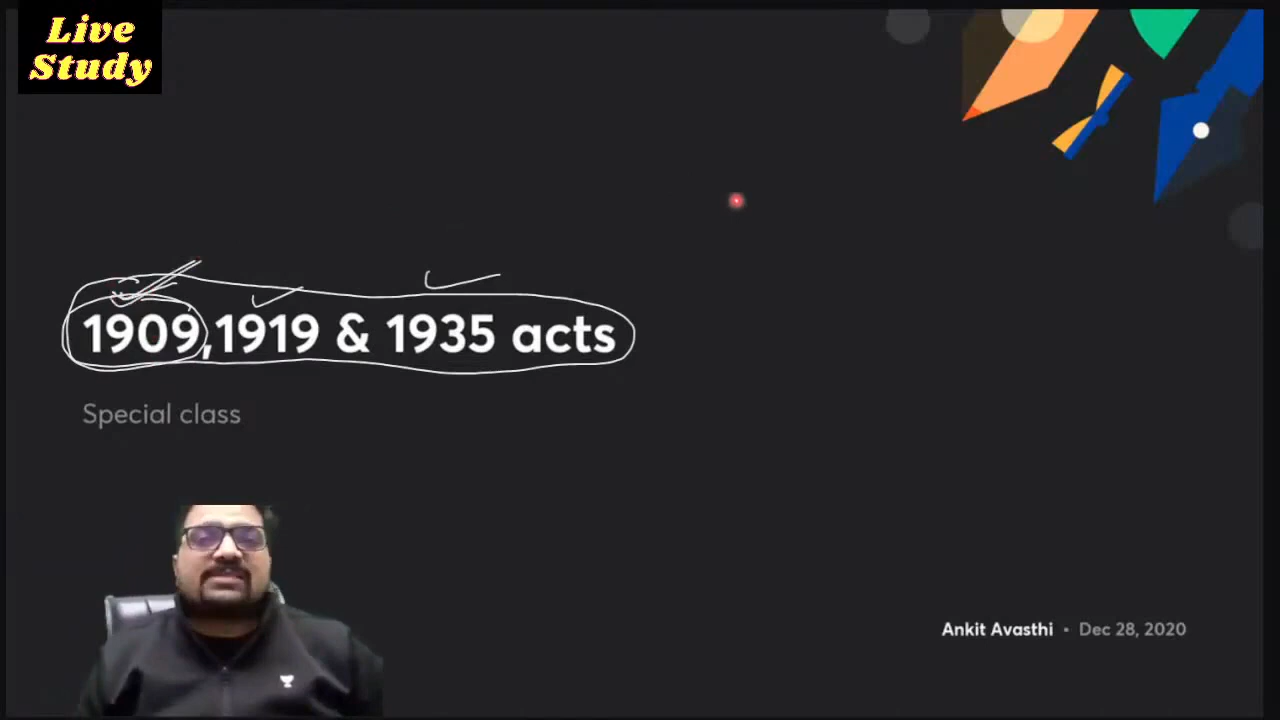 Live
Study
1909,1919 & 1935 acts
Special class
Ankit Avasthi • Dec 28, 2020